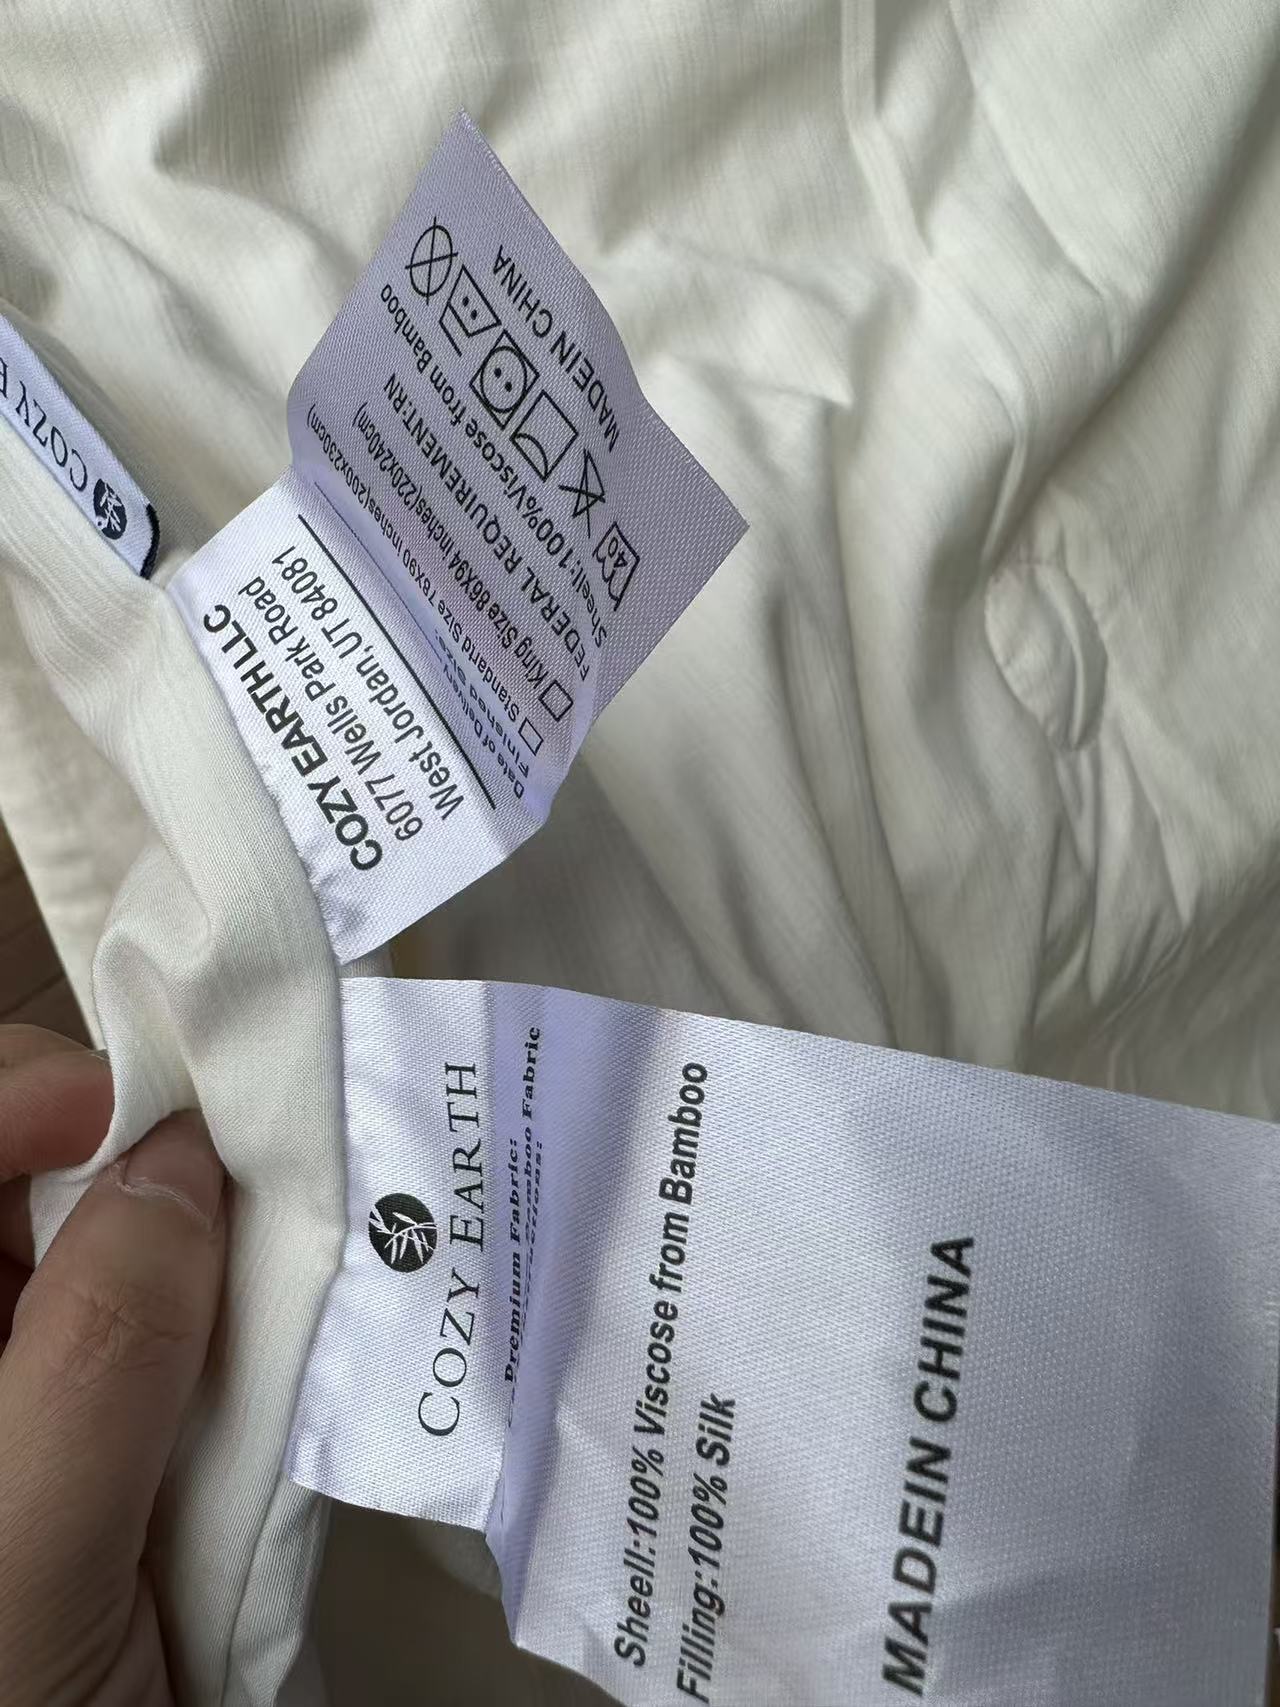 COZY E
COZY EARTH LLC
6077 Wells Park Road
West Jordan,UT 84081
Date of Delivery
Finished Size:
Standartd Size 78X90 inches(200x230cm)
King Size 86X94 inches(220x240cm)
FEDERAL REQUIREMENT:RN
Sheell:100%Viscose from Bamboo
40
MADEIN CHINA
COZY EARTH
Premium Fabric:
Bamboo Fabric
Sheell:100% Viscose from Bamboo
Filling:100% Silk
MADEIN CHINA